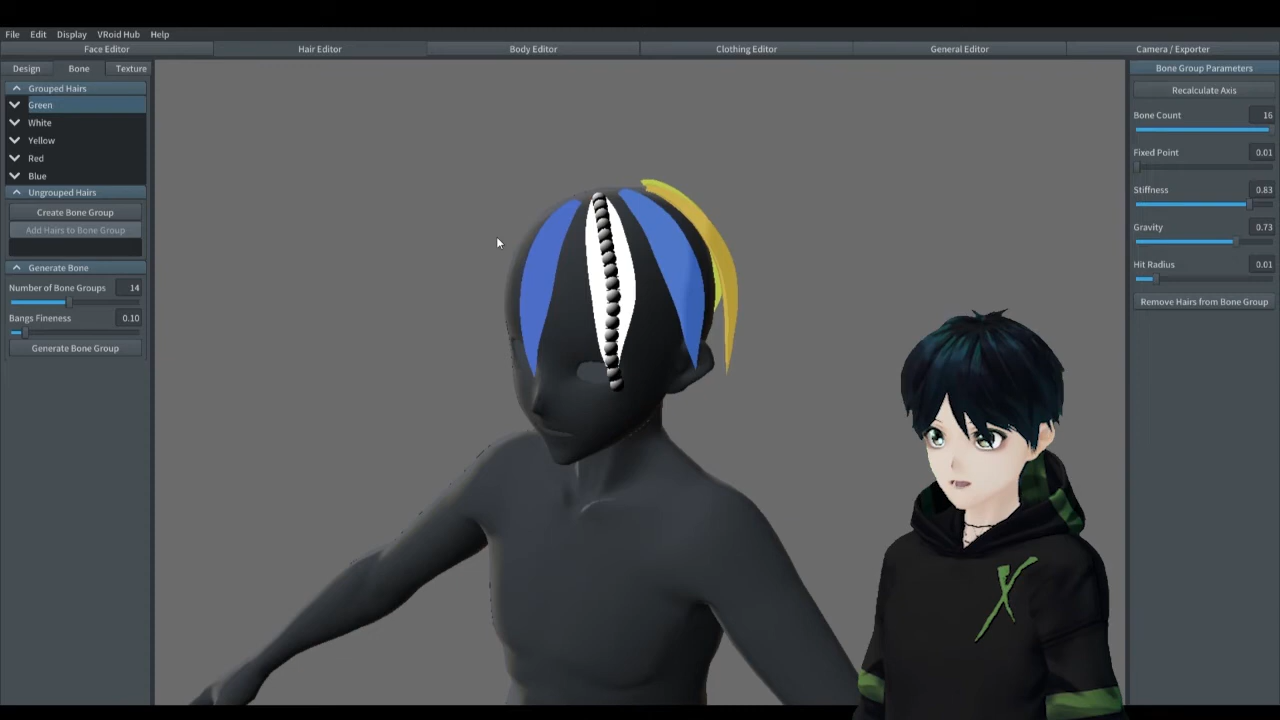 File Edit Display VRoid Hub Help
Face Editor Hair Editor Body Editor Clothing Editor General Editor Camera / Exporter
Design Bone Texture
Grouped Hairs
Green
White
Yellow
Red
Blue
Ungrouped Hairs
Create Bone Group
Add Hairs to Bone Group
Generate Bone
Number of Bone Groups 14
Bangs Fineness 0.10
Generate Bone Group
Bone Group Parameters
Recalculate Axis
Bone Count 16
Fixed Point 0.01
Stiffness 0.83
Gravity 0.73
Hit Radius 0.01
Remove Hairs from Bone Group